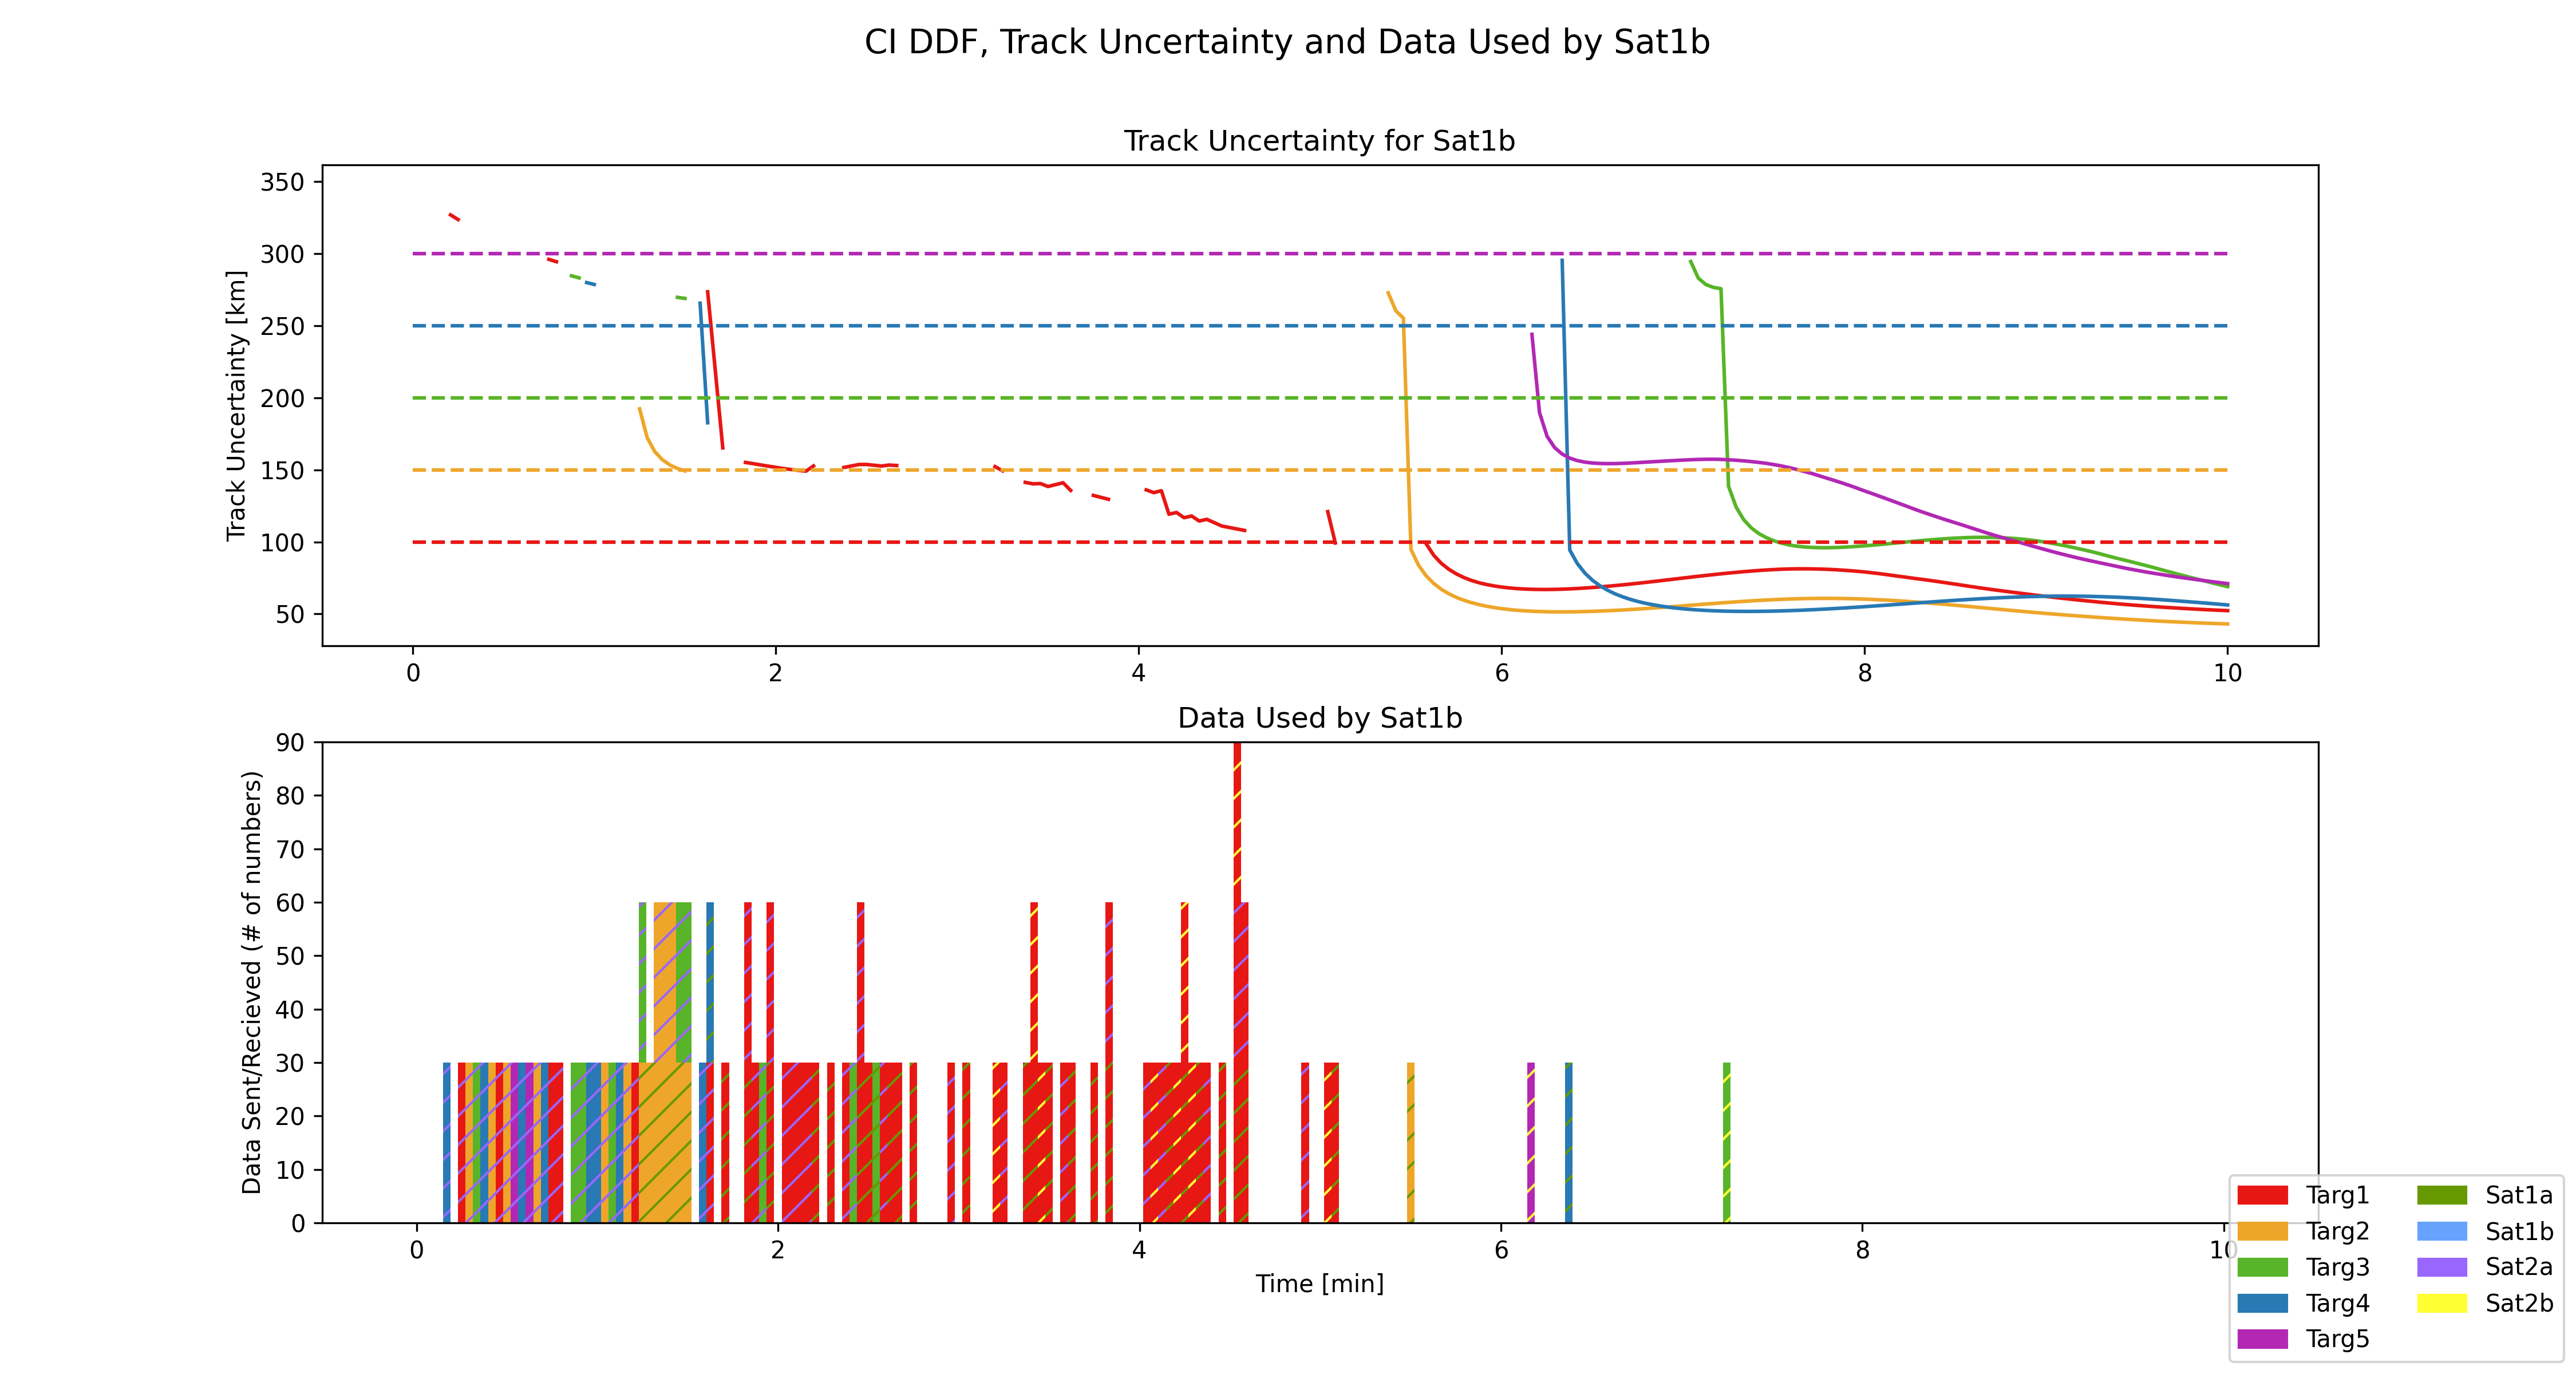 CI DDF, Track Uncertainty and Data Used by Sat1b
Track Uncertainty for Sat1b
Track Uncertainty [km]
350
300
250
200
150
100
50
0 2 4 6 8 10
Data Used by Sat1b
Data Sent/Recieved (# of numbers)
90
80
70
60
50
40
30
20
10
0
0 2 4 6 8 10
Time [min]
Targ1 Sat1a
Targ2 Sat1b
Targ3 Sat2a
Targ4 Sat2b
Targ5